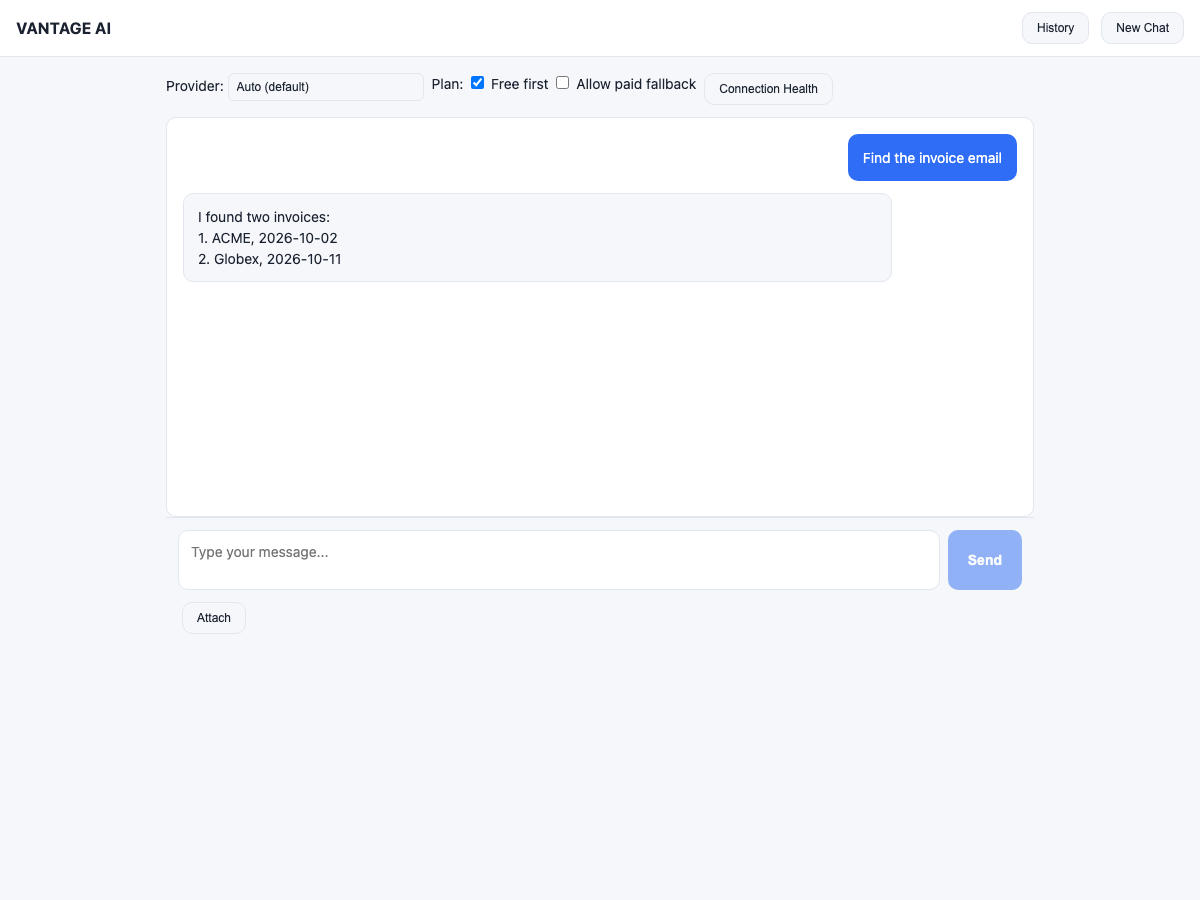 VANTAGE AI
History
New Chat
Provider: Auto (default) Plan: Free first Allow paid fallback Connection Health
Find the invoice email
I found two invoices:
1. ACME, 2026-10-02
2. Globex, 2026-10-11
Type your message...
Send
Attach